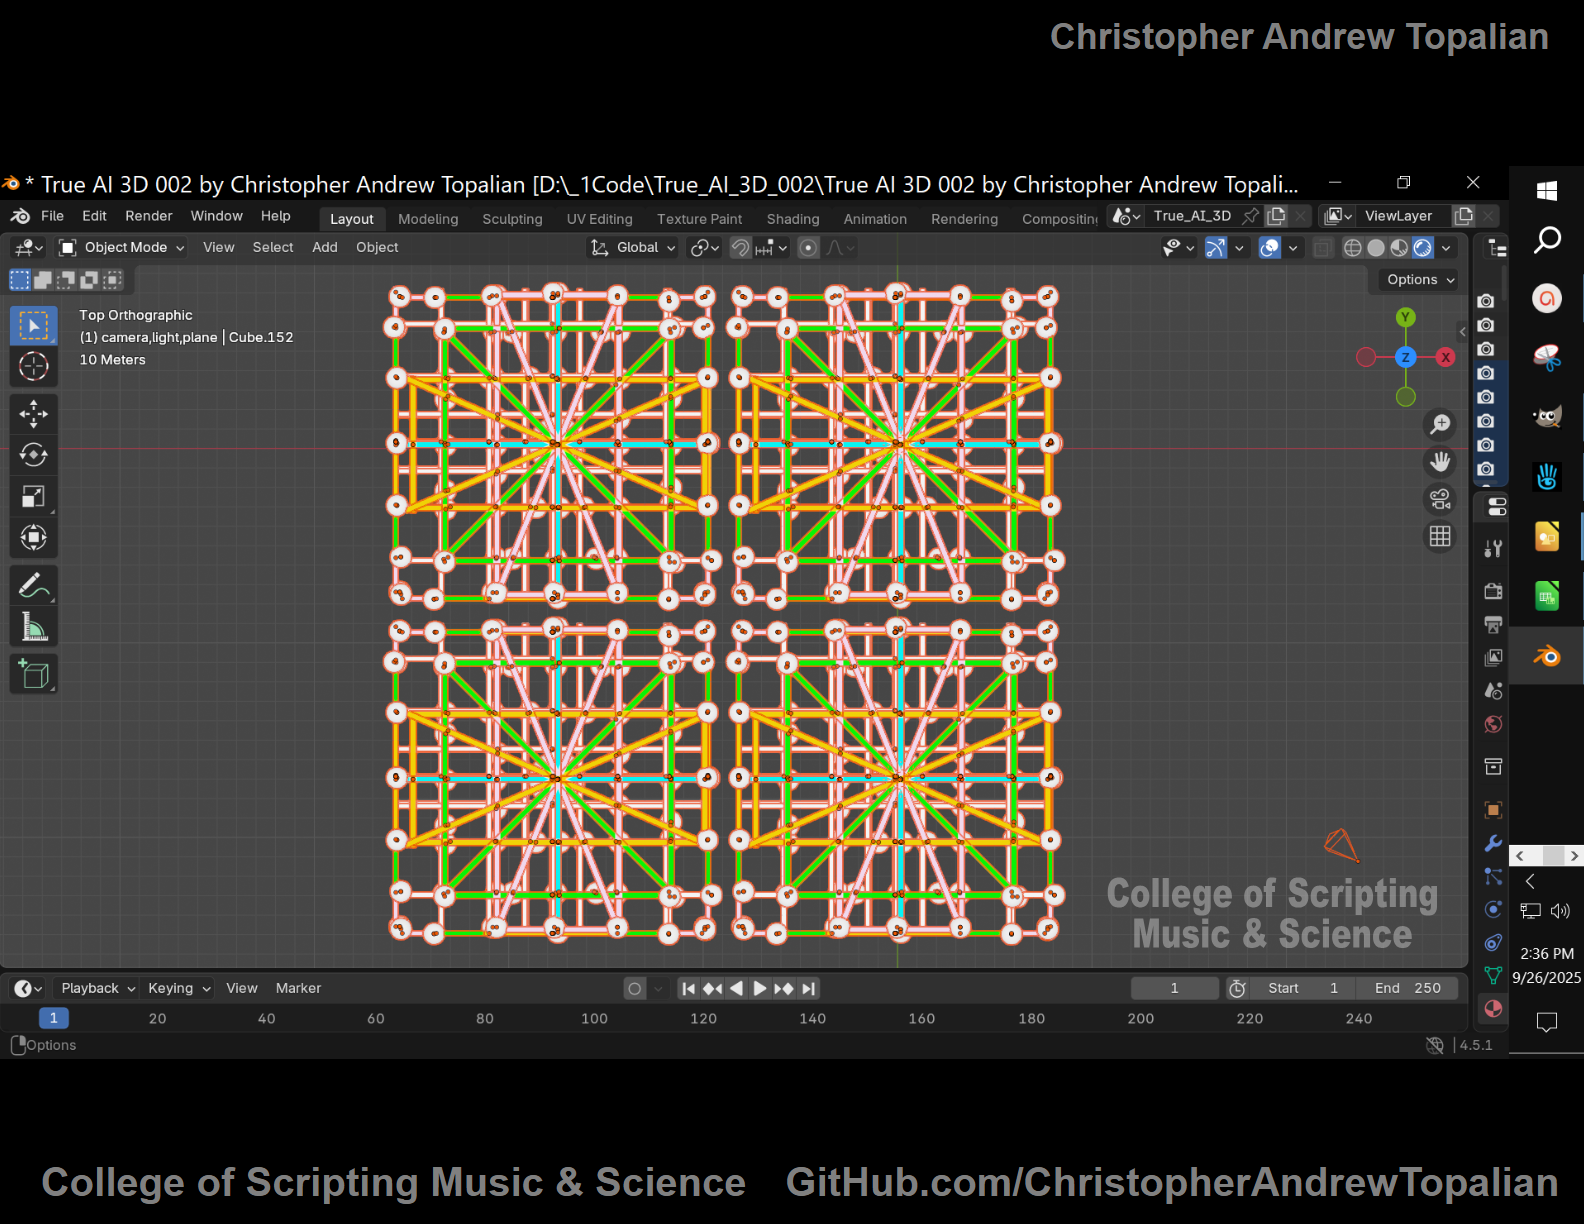 Christopher Andrew Topalian
* True AI 3D 002 by Christopher Andrew Topalian [D:\_1Code\True_AI_3D_002\True AI 3D 002 by Christopher Andrew Topali...
File Edit Render Window Help Layout Modeling Sculpting UV Editing Texture Paint Shading Animation Rendering Compositing True_AI_3D ViewLayer
Object Mode View Select Add Object Global
Options
Top Orthographic
(1) camera,light,plane | Cube.152
10 Meters
Y
Z X
College of Scripting
Music & Science
Playback Keying View Marker 1 Start 1 End 250
1 20 40 60 80 100 120 140 160 180 200 220 240
Options 4.5.1
2:36 PM
9/26/2025
College of Scripting Music & Science GitHub.com/ChristopherAndrewTopalian